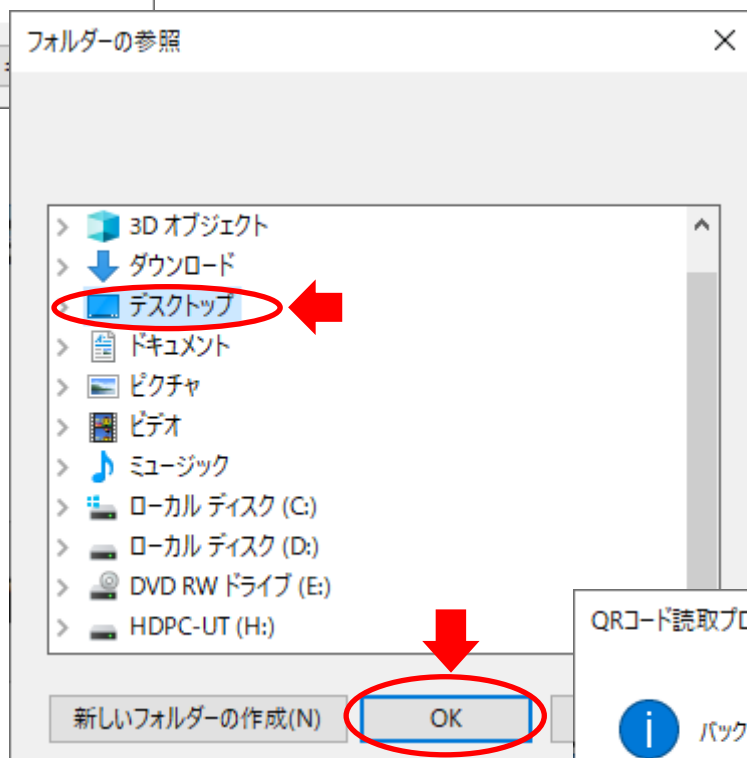 フォルダーの参照
3D オブジェクト
ダウンロード
デスクトップ
ドキュメント
ピクチャ
ビデオ
ミュージック
ローカル ディスク (C:)
ローカル ディスク (D:)
DVD RW ドライブ (E:)
HDPC-UT (H:)
新しいフォルダーの作成(N)
OK
QRコード読取プロ
バック